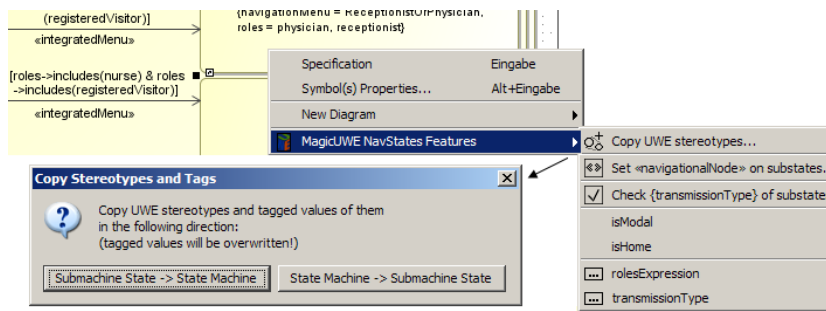 (registeredVisitor)]
{navigationMenu = ReceptionistOrPhysician,
roles = physician, receptionist}
«integratedMenu»
[roles->includes(nurse) & roles
->includes(registeredVisitor)]
«integratedMenu»
Specification Eingabe
Symbol(s) Properties... Alt+Eingabe
New Diagram
MagicUWE NavStates Features
Copy UWE stereotypes...
Set «navigationalNode» on substates.
Check {transmissionType} of substate
isModal
isHome
rolesExpression
transmissionType
Copy Stereotypes and Tags
Copy UWE stereotypes and tagged values of them
in the following direction:
(tagged values will be overwritten!)
Submachine State -> State Machine State Machine -> Submachine State